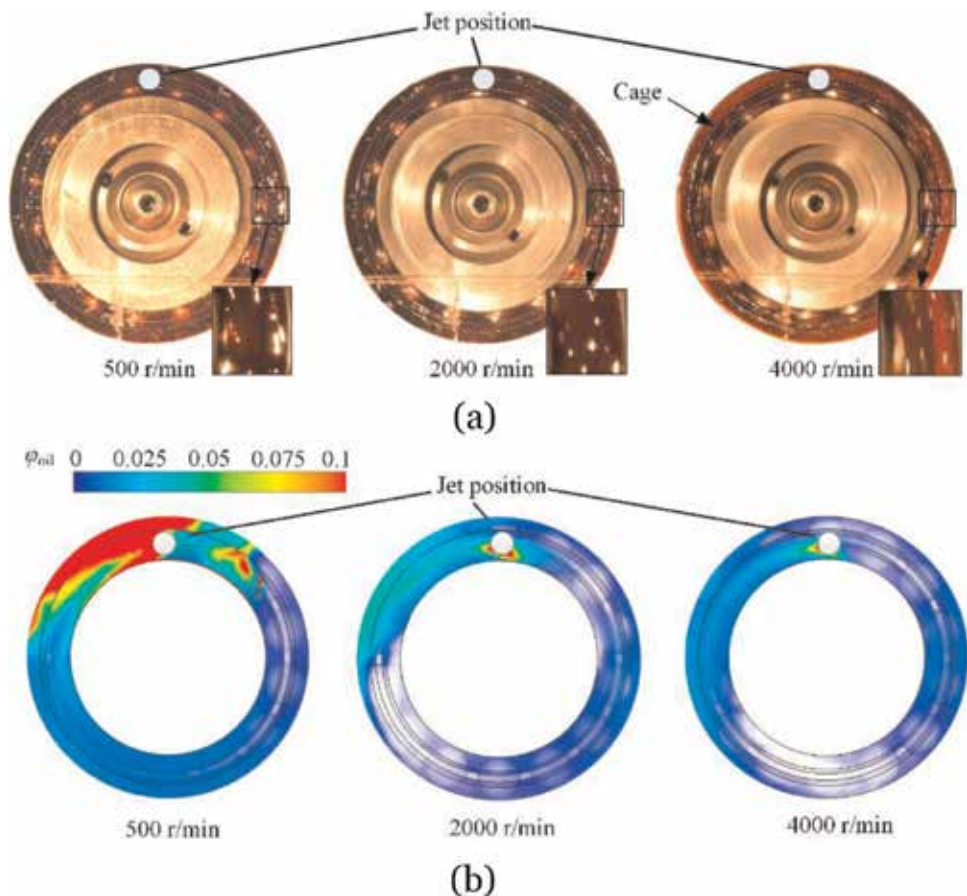 Jet position
Cage
500 r/min
2000 r/min
4000 r/min
(a)
φoil 0 0.025 0.05 0.075 0.1
Jet position
500 r/min
2000 r/min
4000 r/min
(b)